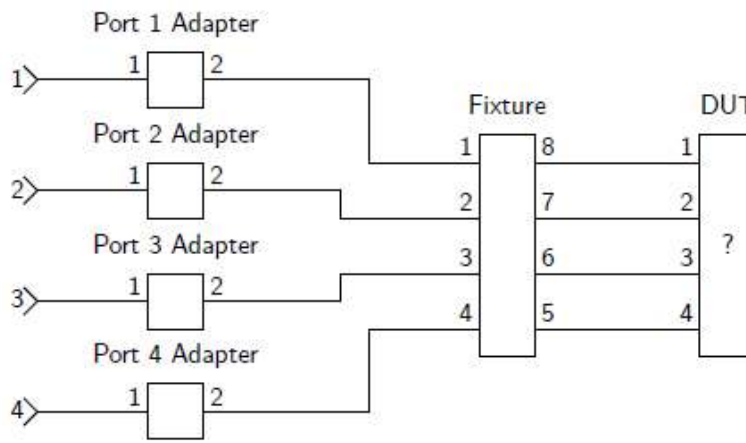 Port 1 Adapter
1 1 2
Fixture DUT
Port 2 Adapter
1 8 1
2 1 2
2 7 2
Port 3 Adapter
3 6 3 ?
3 1 2
4 5 4
Port 4 Adapter
4 1 2